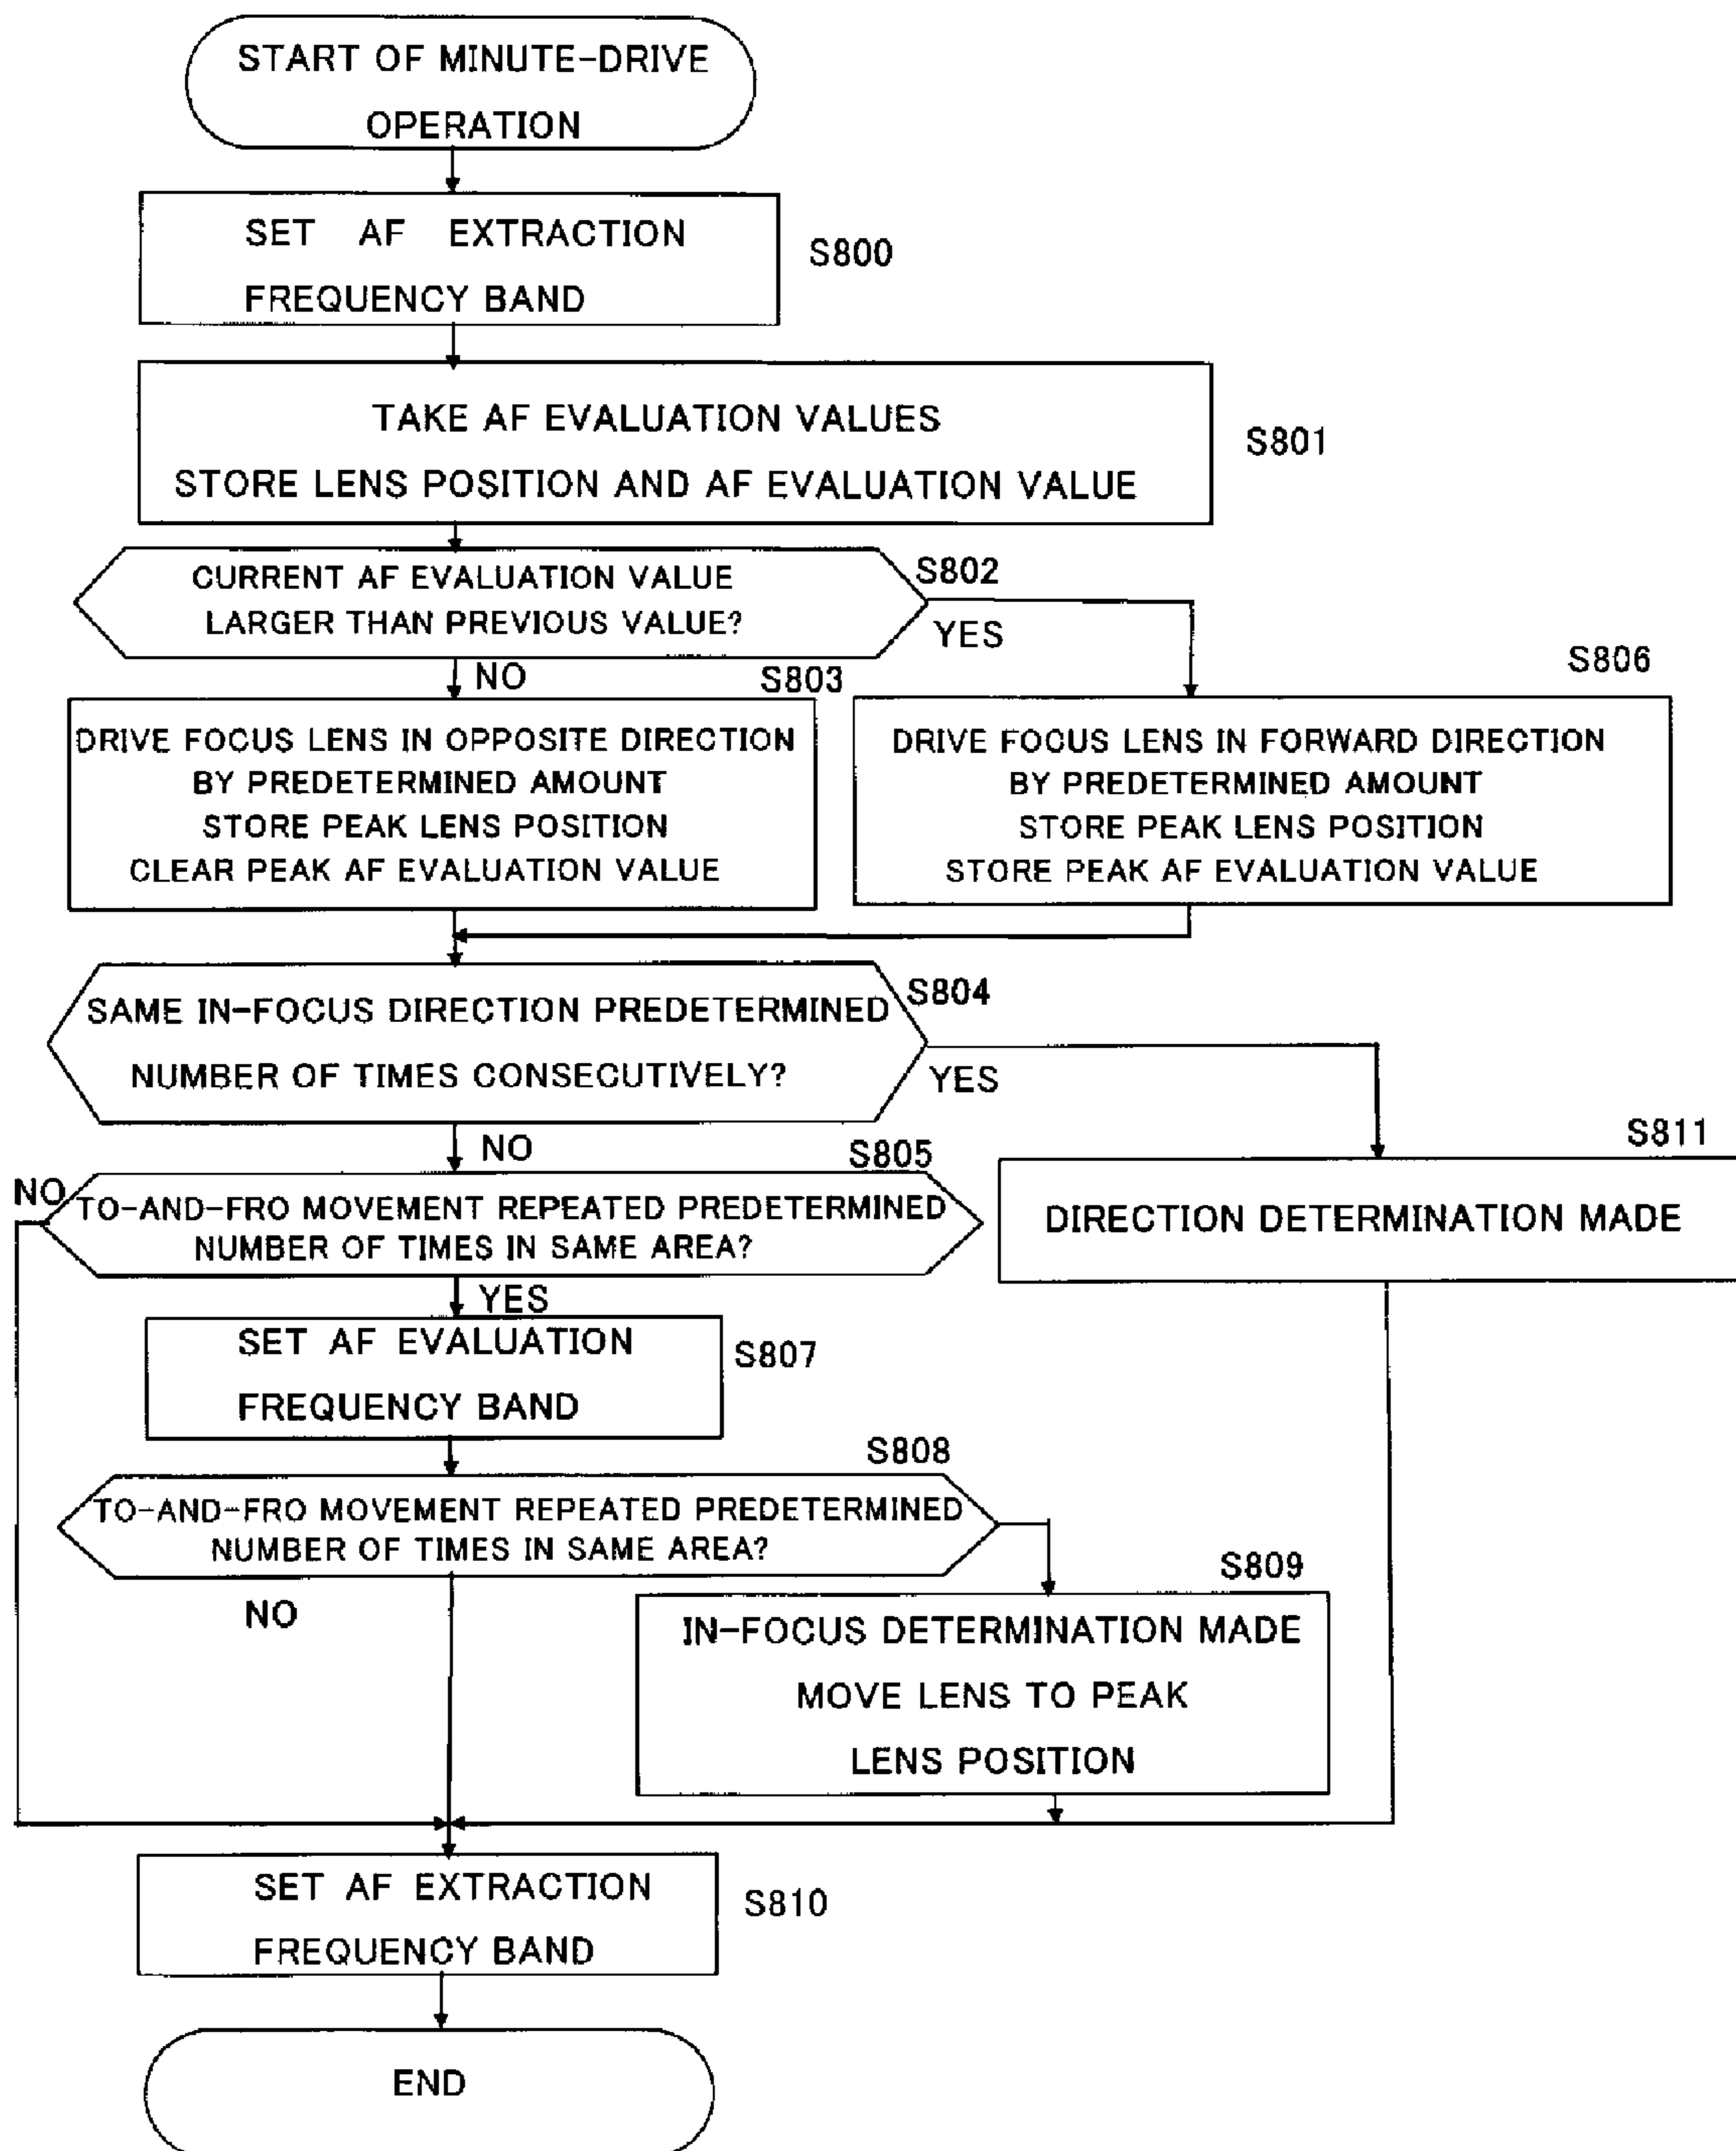 START OF MINUTE-DRIVE
OPERATION
SET AF EXTRACTION
FREQUENCY BAND
S800
TAKE AF EVALUATION VALUES
STORE LENS POSITION AND AF EVALUATION VALUE
S801
CURRENT AF EVALUATION VALUE
LARGER THAN PREVIOUS VALUE?
S802
YES
NO
S803
DRIVE FOCUS LENS IN OPPOSITE DIRECTION
BY PREDETERMINED AMOUNT
STORE PEAK LENS POSITION
CLEAR PEAK AF EVALUATION VALUE
S806
DRIVE FOCUS LENS IN FORWARD DIRECTION
BY PREDETERMINED AMOUNT
STORE PEAK LENS POSITION
STORE PEAK AF EVALUATION VALUE
SAME IN-FOCUS DIRECTION PREDETERMINED
NUMBER OF TIMES CONSECUTIVELY?
S804
YES
NO
S811
DIRECTION DETERMINATION MADE
S805
NO
TO-AND-FRO MOVEMENT REPEATED PREDETERMINED
NUMBER OF TIMES IN SAME AREA?
YES
SET AF EVALUATION
FREQUENCY BAND
S807
S808
TO-AND-FRO MOVEMENT REPEATED PREDETERMINED
NUMBER OF TIMES IN SAME AREA?
NO
S809
IN-FOCUS DETERMINATION MADE
MOVE LENS TO PEAK
LENS POSITION
SET AF EXTRACTION
FREQUENCY BAND
S810
END